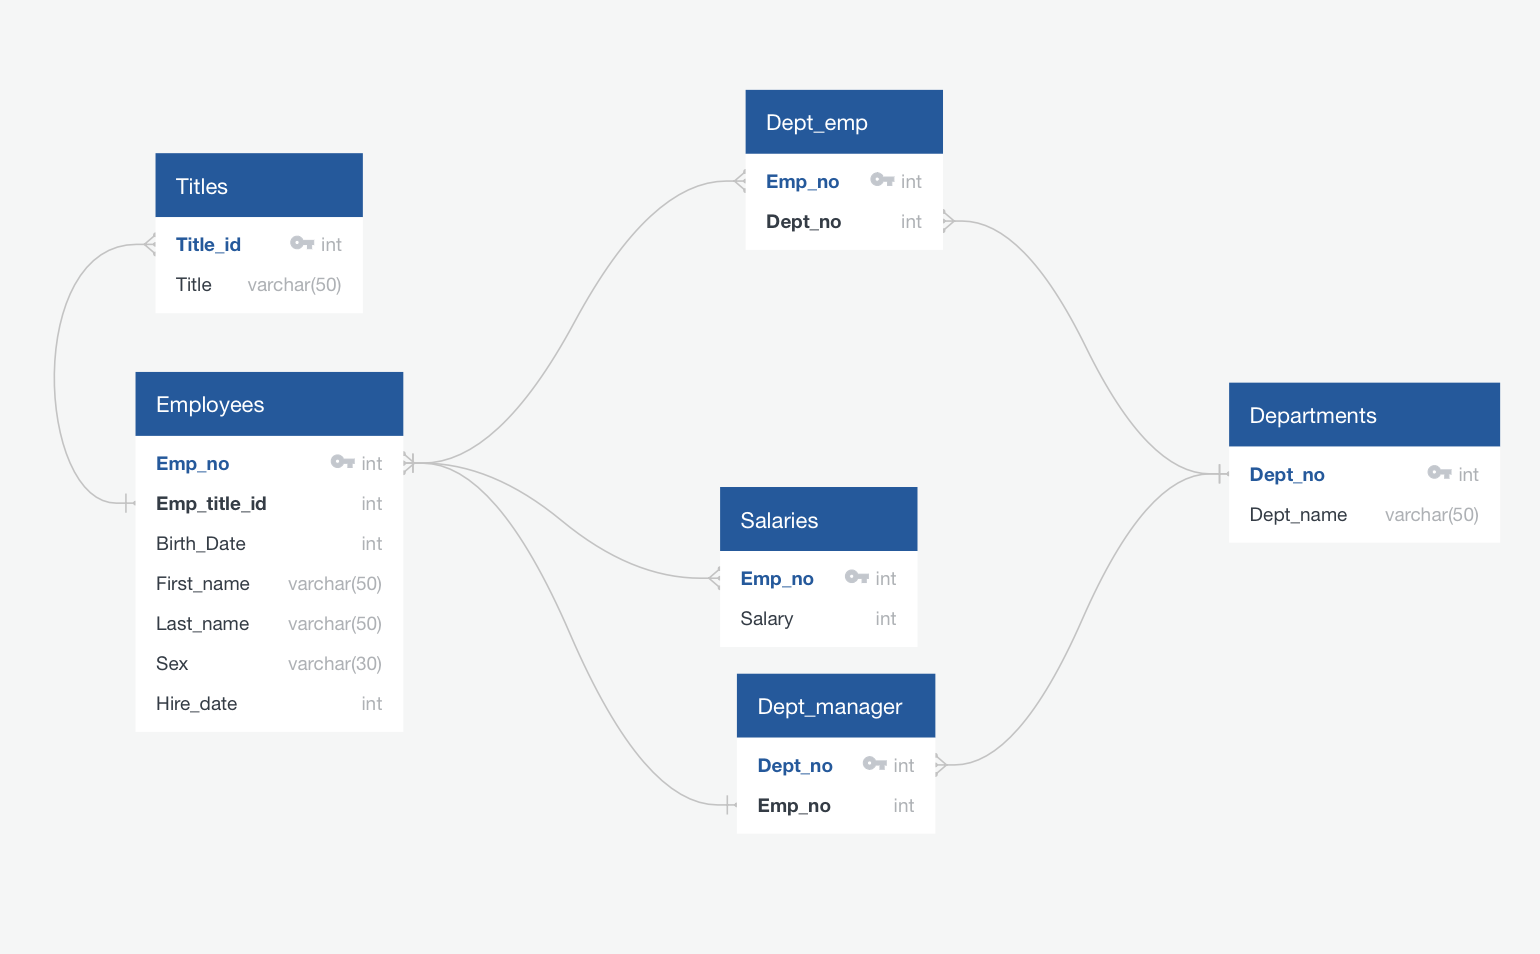 Titles
Title_id int
Title varchar(50)
Employees
Emp_no int
Emp_title_id int
Birth_Date int
First_name varchar(50)
Last_name varchar(50)
Sex varchar(30)
Hire_date int
Dept_emp
Emp_no int
Dept_no int
Salaries
Emp_no int
Salary int
Dept_manager
Dept_no int
Emp_no int
Departments
Dept_no int
Dept_name varchar(50)